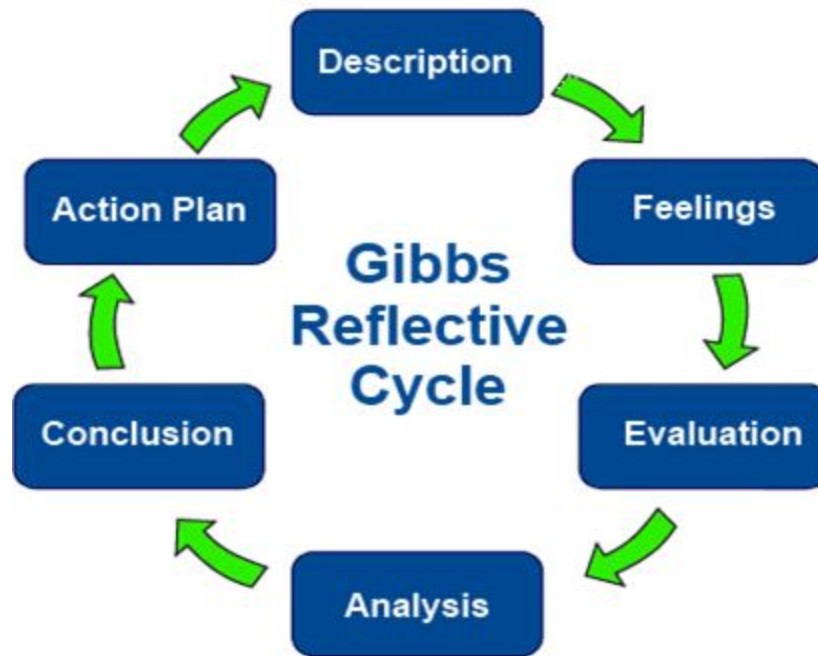 Description
Feelings
Evaluation
Analysis
Conclusion
Action Plan
Gibbs
Reflective
Cycle